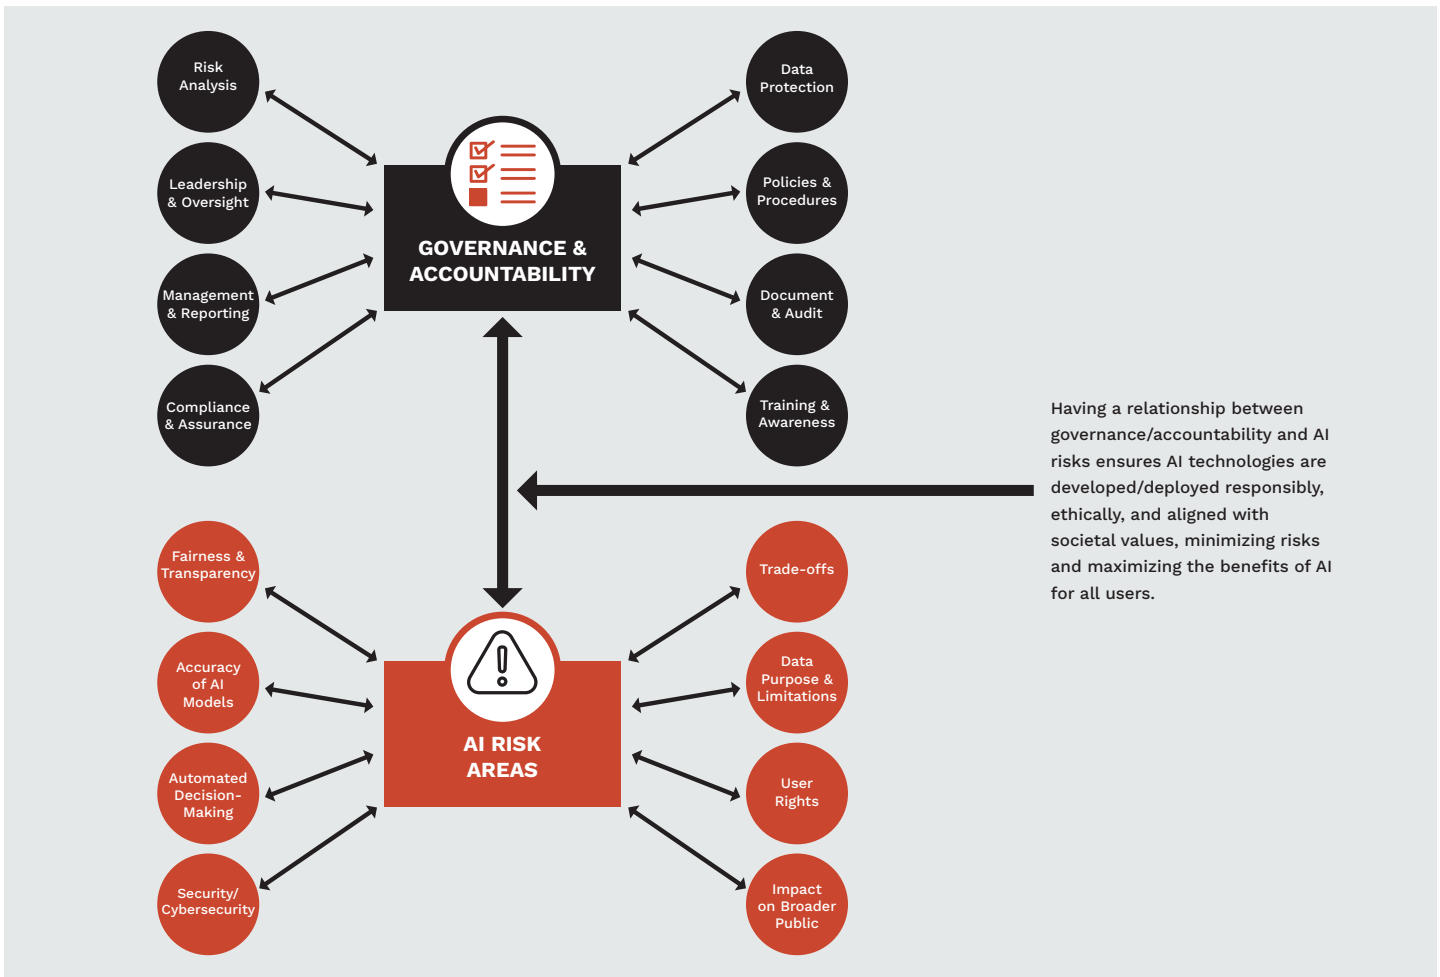 Risk
Analysis
Leadership
& Oversight
Management
& Reporting
Compliance
& Assurance
GOVERNANCE &
ACCOUNTABILITY
Data
Protection
Policies &
Procedures
Document
& Audit
Training &
Awareness
Having a relationship between
governance/accountability and AI
risks ensures AI technologies are
developed/deployed responsibly,
ethically, and aligned with
societal values, minimizing risks
and maximizing the benefits of AI
for all users.
Fairness &
Transparency
Accuracy
of AI
Models
Automated
Decision-
Making
Security/
Cybersecurity
AI RISK
AREAS
Trade-offs
Data
Purpose &
Limitations
User
Rights
Impact
on Broader
Public